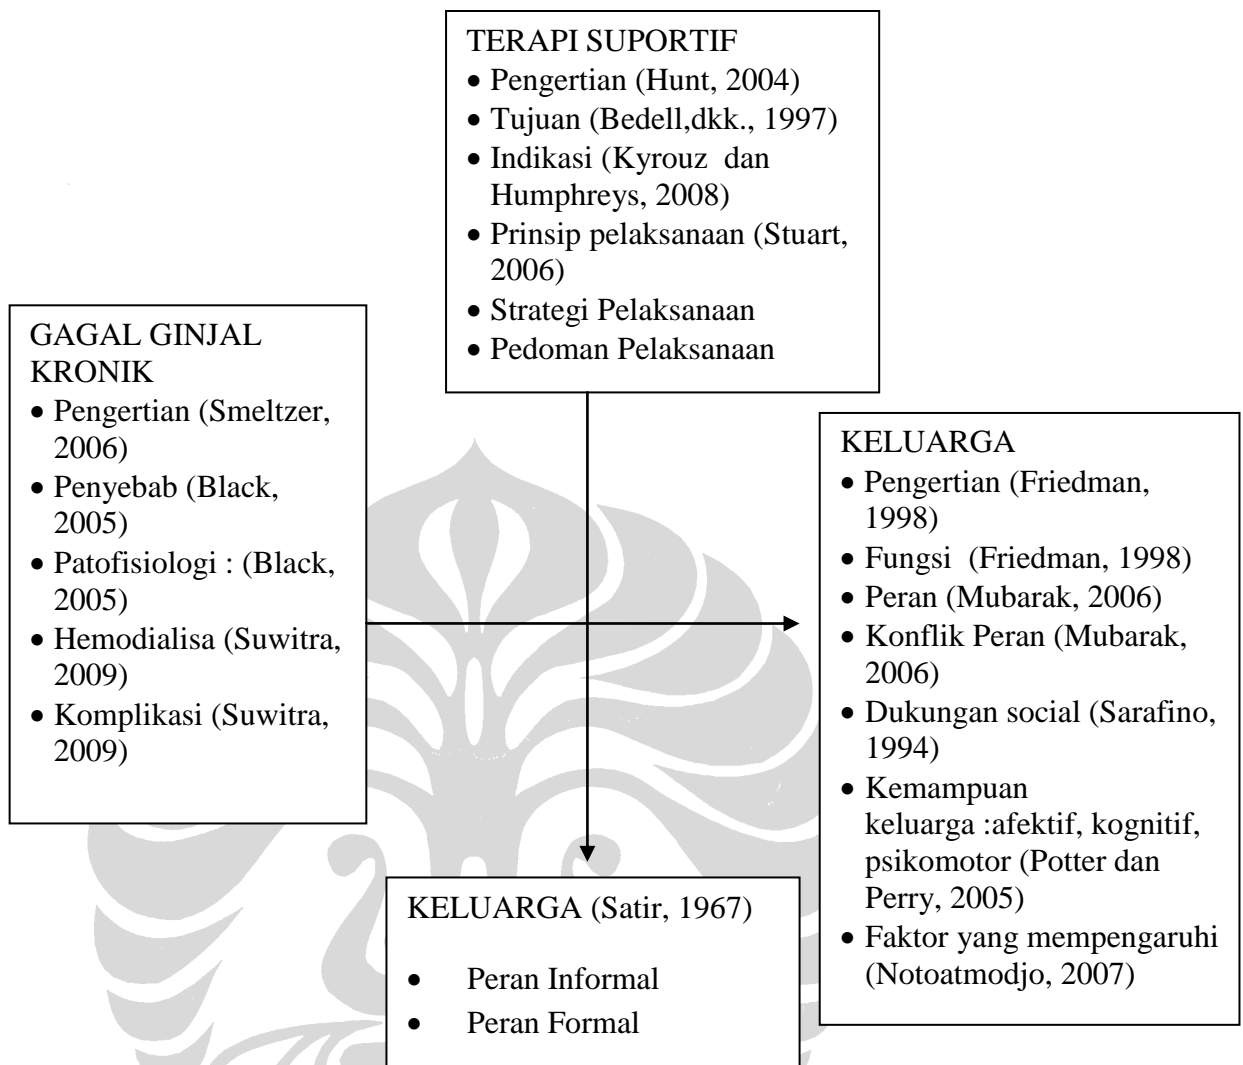 TERAPI SUPORTIF
• Pengertian (Hunt, 2004)
• Tujuan (Bedell,dkk., 1997)
• Indikasi (Kyrouz dan
Humphreys, 2008)
• Prinsip pelaksanaan (Stuart,
2006)
• Strategi Pelaksanaan
• Pedoman Pelaksanaan
GAGAL GINJAL
KRONIK
• Pengertian (Smeltzer,
2006)
• Penyebab (Black,
2005)
• Patofisiologi : (Black,
2005)
• Hemodialisa (Suwitra,
2009)
• Komplikasi (Suwitra,
2009)
KELUARGA
• Pengertian (Friedman,
1998)
• Fungsi (Friedman, 1998)
• Peran (Mubarak, 2006)
• Konflik Peran (Mubarak,
2006)
• Dukungan social (Sarafino,
1994)
• Kemampuan
keluarga :afektif, kognitif,
psikomotor (Potter dan
Perry, 2005)
• Faktor yang mempengaruhi
(Notoatmodjo, 2007)
KELUARGA (Satir, 1967)
• Peran Informal
• Peran Formal